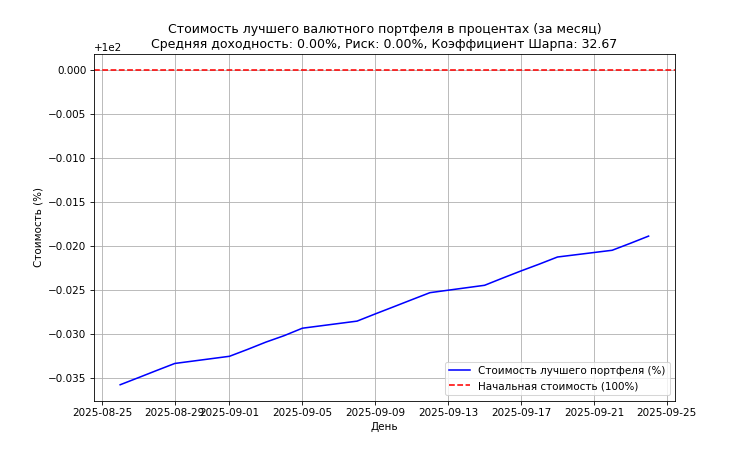 Стоимость лучшего валютного портфеля в процентах (за месяц)
Средняя доходность: 0.00%, Риск: 0.00%, Коэффициент Шарпа: 32.67
+1e2
0.000
−0.005
−0.010
−0.015
−0.020
−0.025
−0.030
−0.035
Стоимость (%)
Стоимость лучшего портфеля (%)
Начальная стоимость (100%)
2025-08-25 2025-08-29 2025-09-01 2025-09-05 2025-09-09 2025-09-13 2025-09-17 2025-09-21 2025-09-25
День